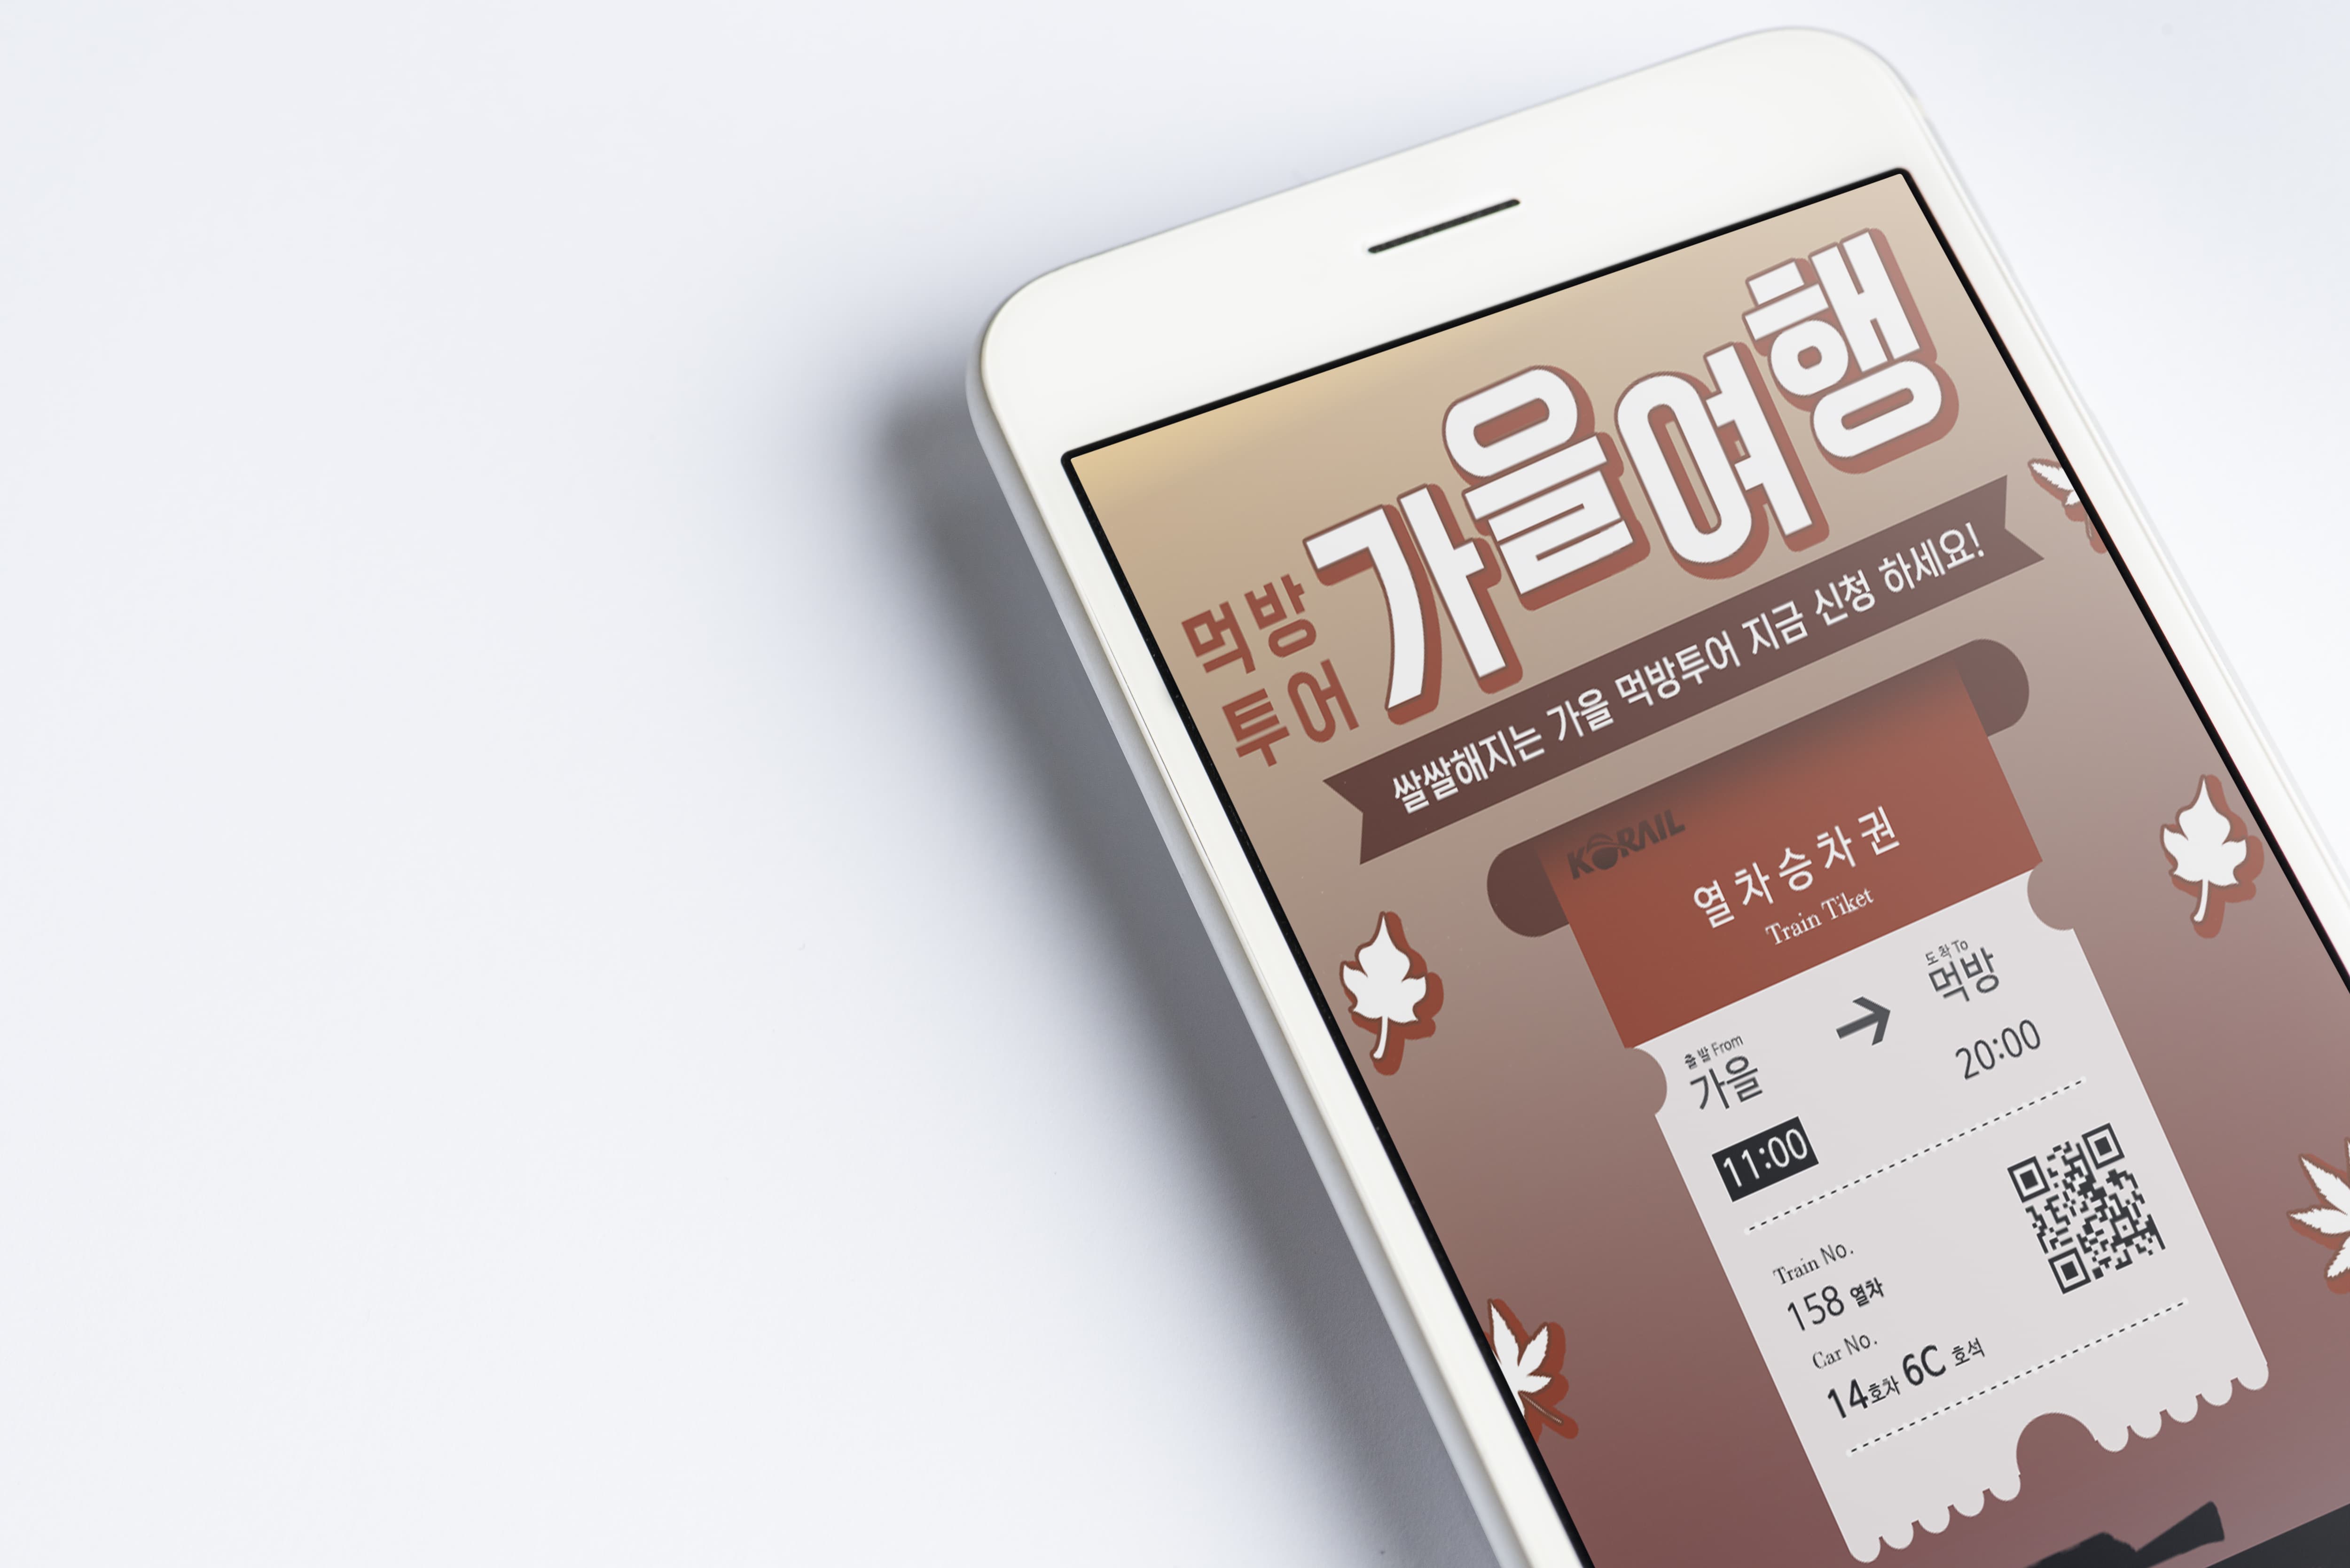 먹방
투어
가을여행
쌀쌀해지는 가을 먹방투어 지금 신청 하세요!
KORAIL
열차승차권
Train Tiket
출발 From
가을
11:00
도착 To
먹방
20:00
Train No.
158 열차
Car No.
14호차 6C 호석